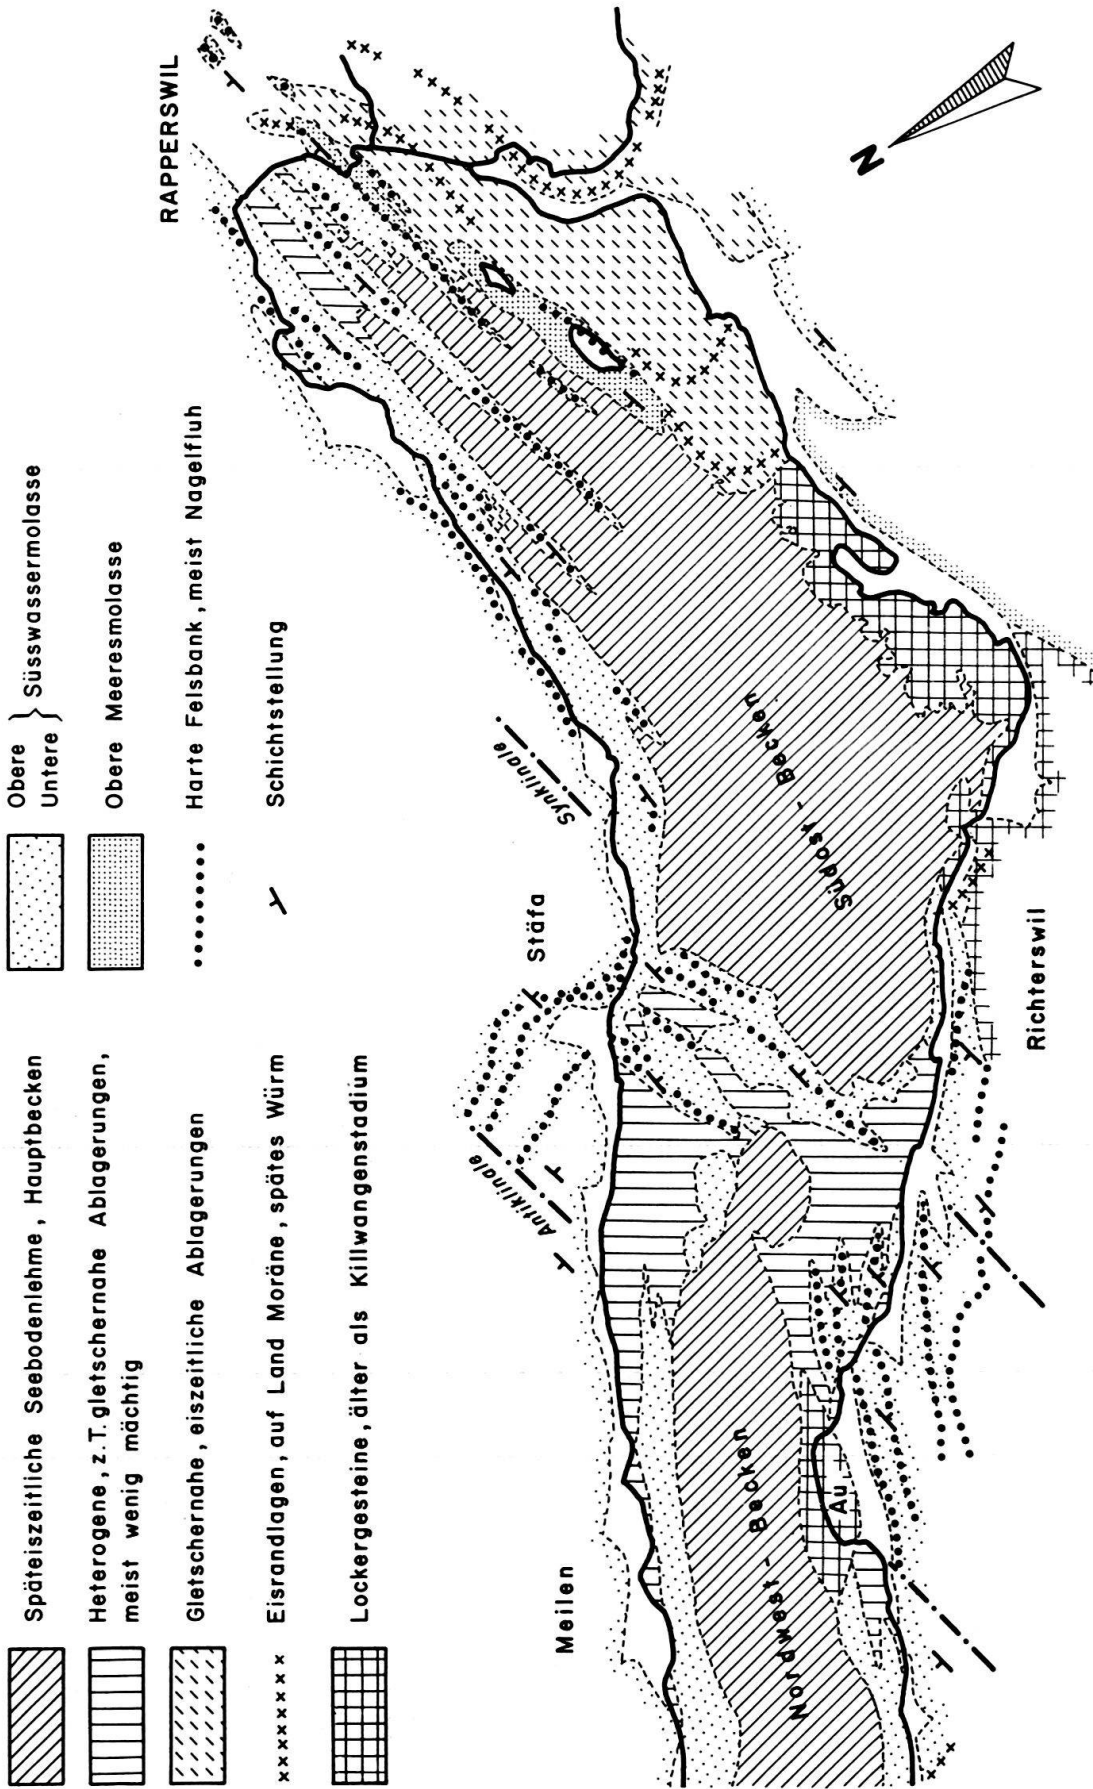 Späteiszeitliche Seebodenlehme, Hauptbecken
Heterogene, z.T. gletschernahe Ablagerungen,
meist wenig mächtig
Gletschernahe, eiszeitliche Ablagerungen
Eisrandlagen, auf Land Moräne, spätes Würm
Lockergesteine, älter als Killwangenstadium
Obere
Untere } Süsswassermolasse
Obere Meeresmolasse
Harte Felsbank, meist Nagelfluh
Schichtstellung
RAPPERSWIL
N
Synklinale
Stäfa
Antiklinale
Meilen
Südost - Becken
Nordwest - Becken
Au
Richterswil